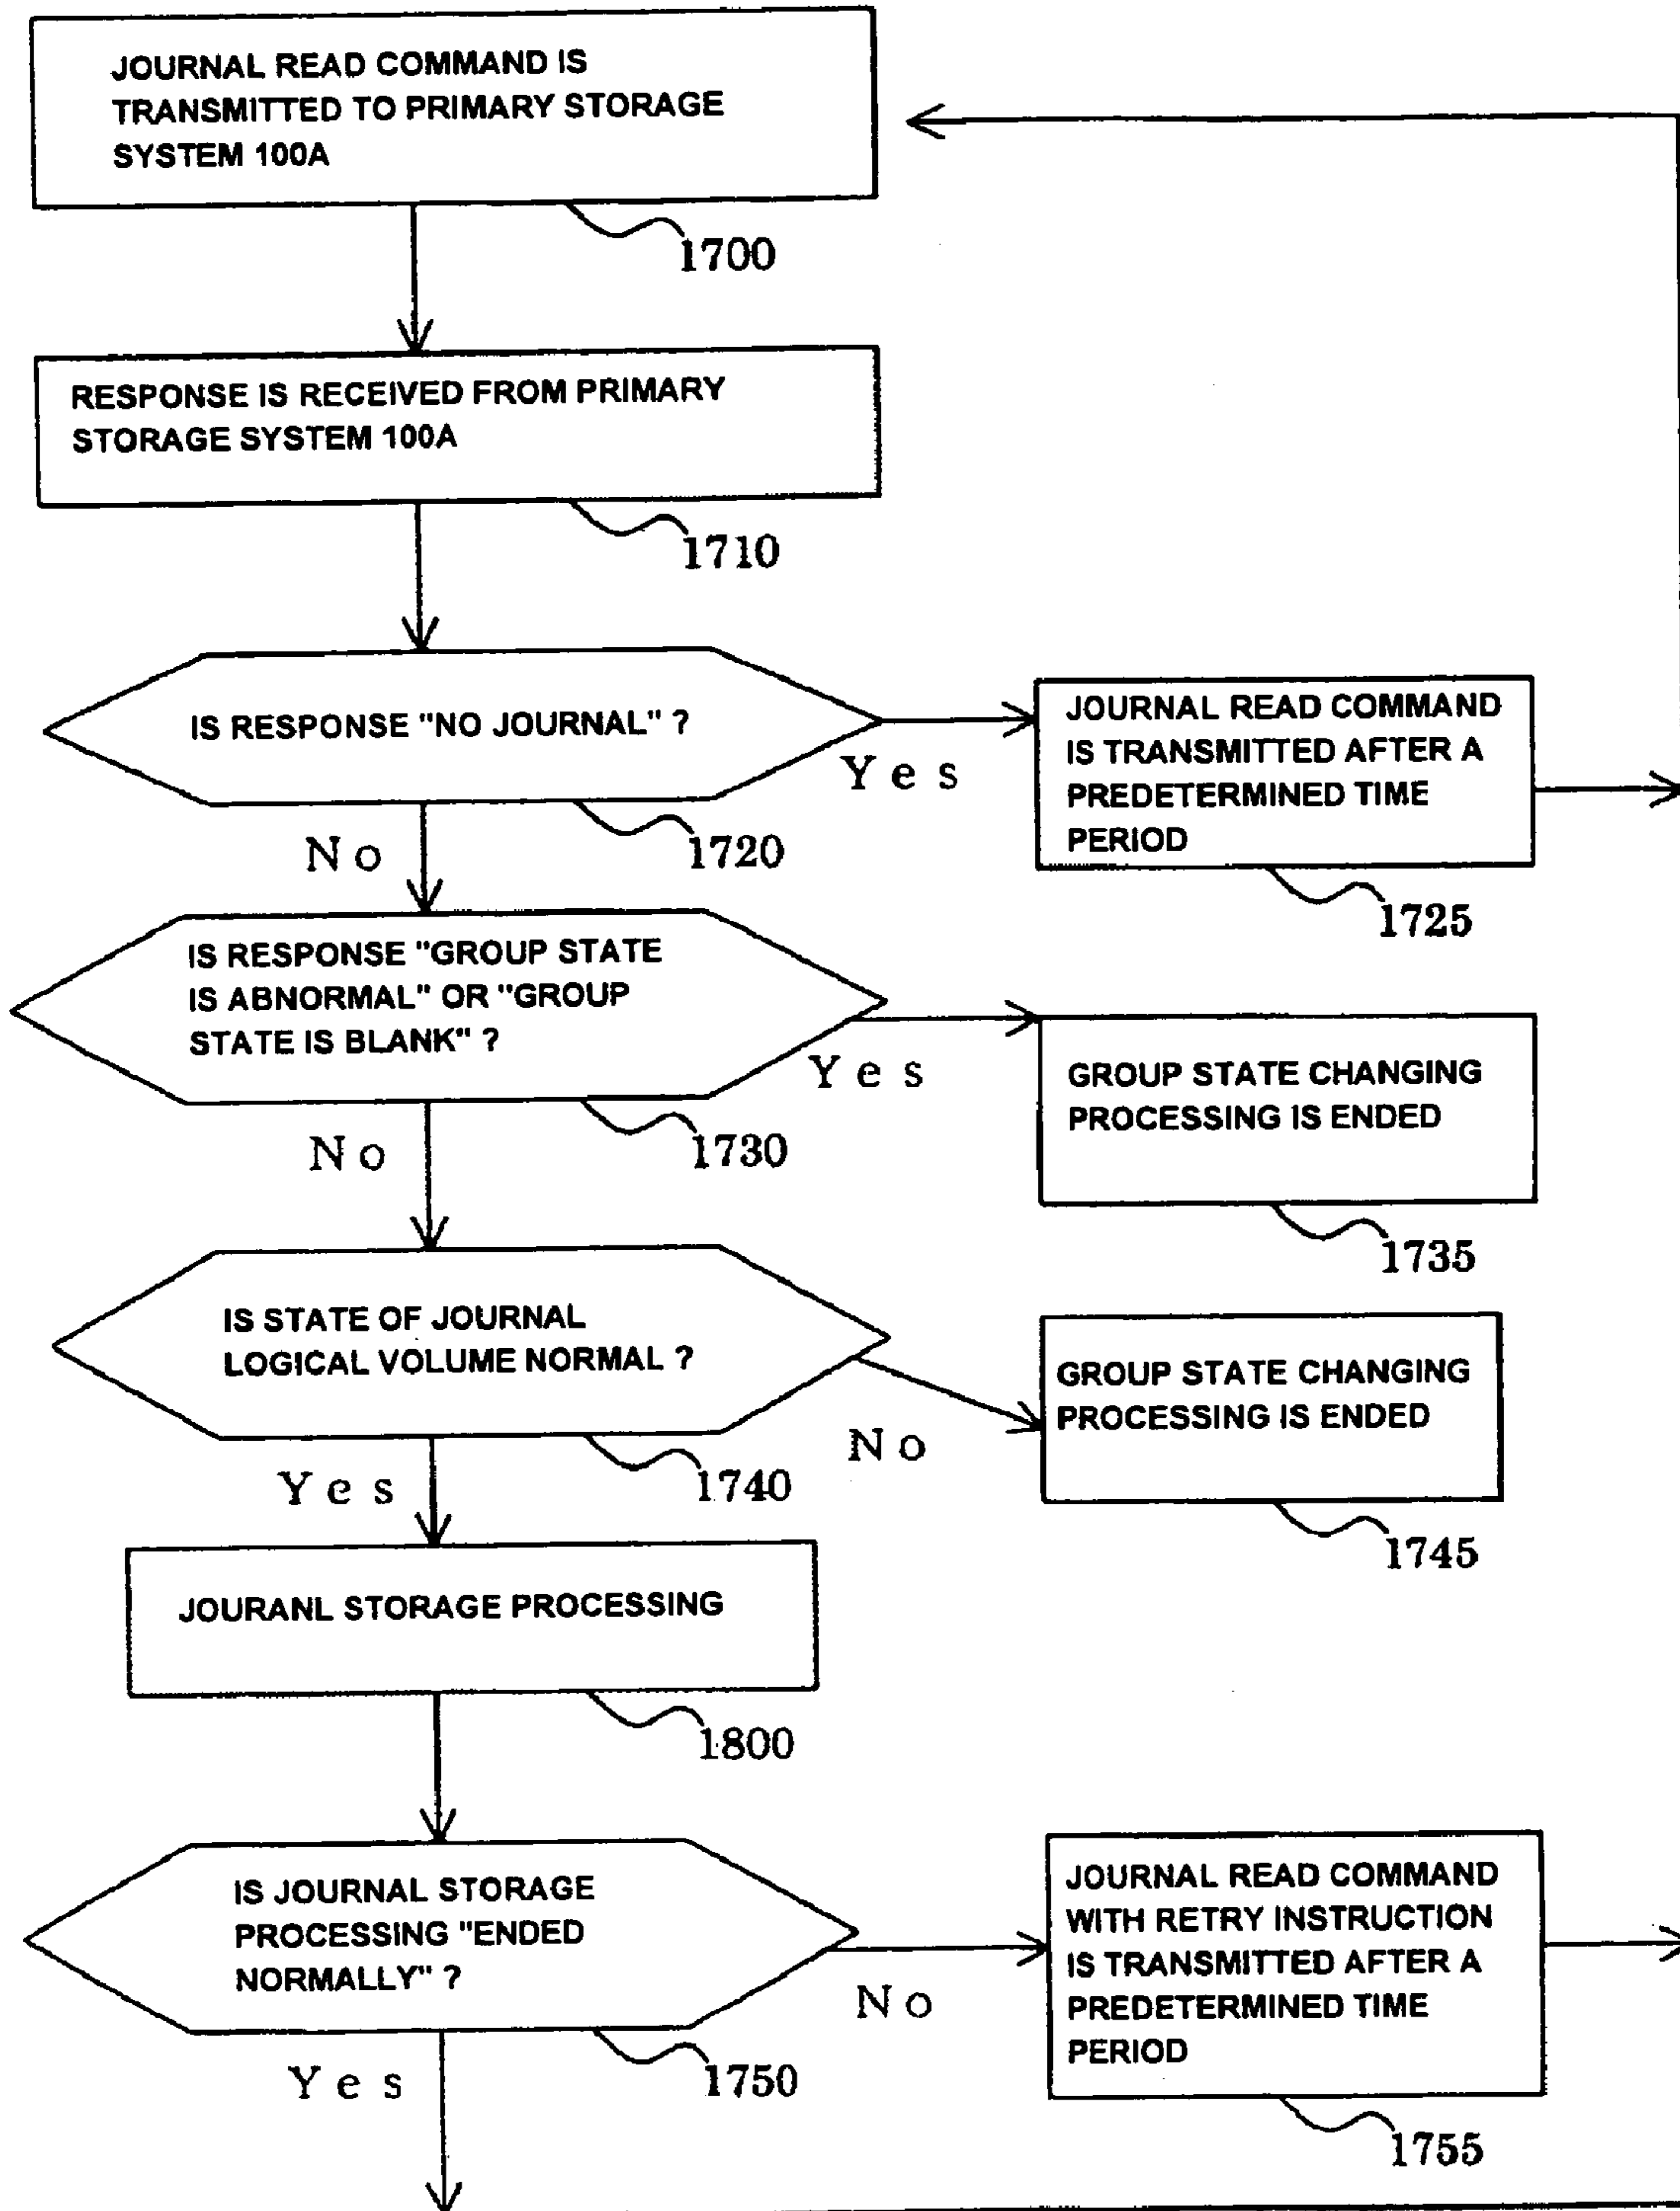 JOURNAL READ COMMAND IS
TRANSMITTED TO PRIMARY STORAGE
SYSTEM 100A
1700
RESPONSE IS RECEIVED FROM PRIMARY
STORAGE SYSTEM 100A
1710
IS RESPONSE "NO JOURNAL" ?
Yes
No
1720
JOURNAL READ COMMAND
IS TRANSMITTED AFTER A
PREDETERMINED TIME
PERIOD
1725
IS RESPONSE "GROUP STATE
IS ABNORMAL" OR "GROUP
STATE IS BLANK" ?
Yes
No
1730
GROUP STATE CHANGING
PROCESSING IS ENDED
1735
IS STATE OF JOURNAL
LOGICAL VOLUME NORMAL ?
No
Yes
1740
GROUP STATE CHANGING
PROCESSING IS ENDED
1745
JOURANL STORAGE PROCESSING
1800
IS JOURNAL STORAGE
PROCESSING "ENDED
NORMALLY" ?
No
Yes
1750
JOURNAL READ COMMAND
WITH RETRY INSTRUCTION
IS TRANSMITTED AFTER A
PREDETERMINED TIME
PERIOD
1755